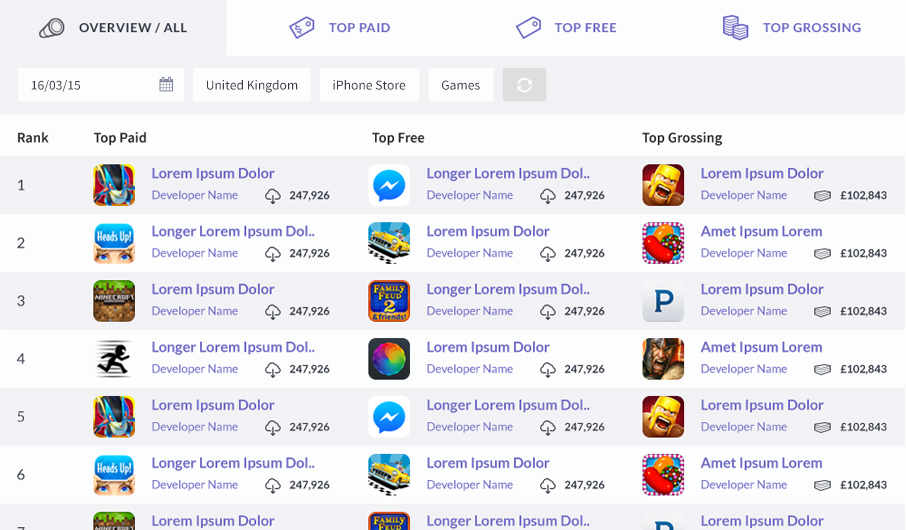 OVERVIEW / ALL
TOP PAID
TOP FREE
TOP GROSSING
16/03/15
United Kingdom
iPhone Store
Games
Rank
Top Paid
Top Free
Top Grossing
1
Lorem Ipsum Dolor
Developer Name
247,926
Longer Lorem Ipsum Dol..
Developer Name
247,926
Lorem Ipsum Dolor
Developer Name
£102,843
2
Heads Up!
Longer Lorem Ipsum Dol..
Developer Name
247,926
Lorem Ipsum Dolor
Developer Name
247,926
Amet Ipsum Lorem
Developer Name
£102,843
3
MINECRAFT
Lorem Ipsum Dolor
Developer Name
247,926
FAMILY
FEUD
2
& friends!
Longer Lorem Ipsum Dol..
Developer Name
247,926
P
Lorem Ipsum Dolor
Developer Name
£102,843
4
Longer Lorem Ipsum Dol..
Developer Name
247,926
Lorem Ipsum Dolor
Developer Name
247,926
Amet Ipsum Lorem
Developer Name
£102,843
5
Lorem Ipsum Dolor
Developer Name
247,926
Longer Lorem Ipsum Dol..
Developer Name
247,926
Lorem Ipsum Dolor
Developer Name
£102,843
6
Heads Up!
Longer Lorem Ipsum Dol..
Developer Name
247,926
Lorem Ipsum Dolor
Developer Name
247,926
Amet Ipsum Lorem
Developer Name
£102,843
7
Lorem Ipsum Dolor
FAMILY
Longer Lorem Ipsum Dol..
P
Lorem Ipsum Dolor